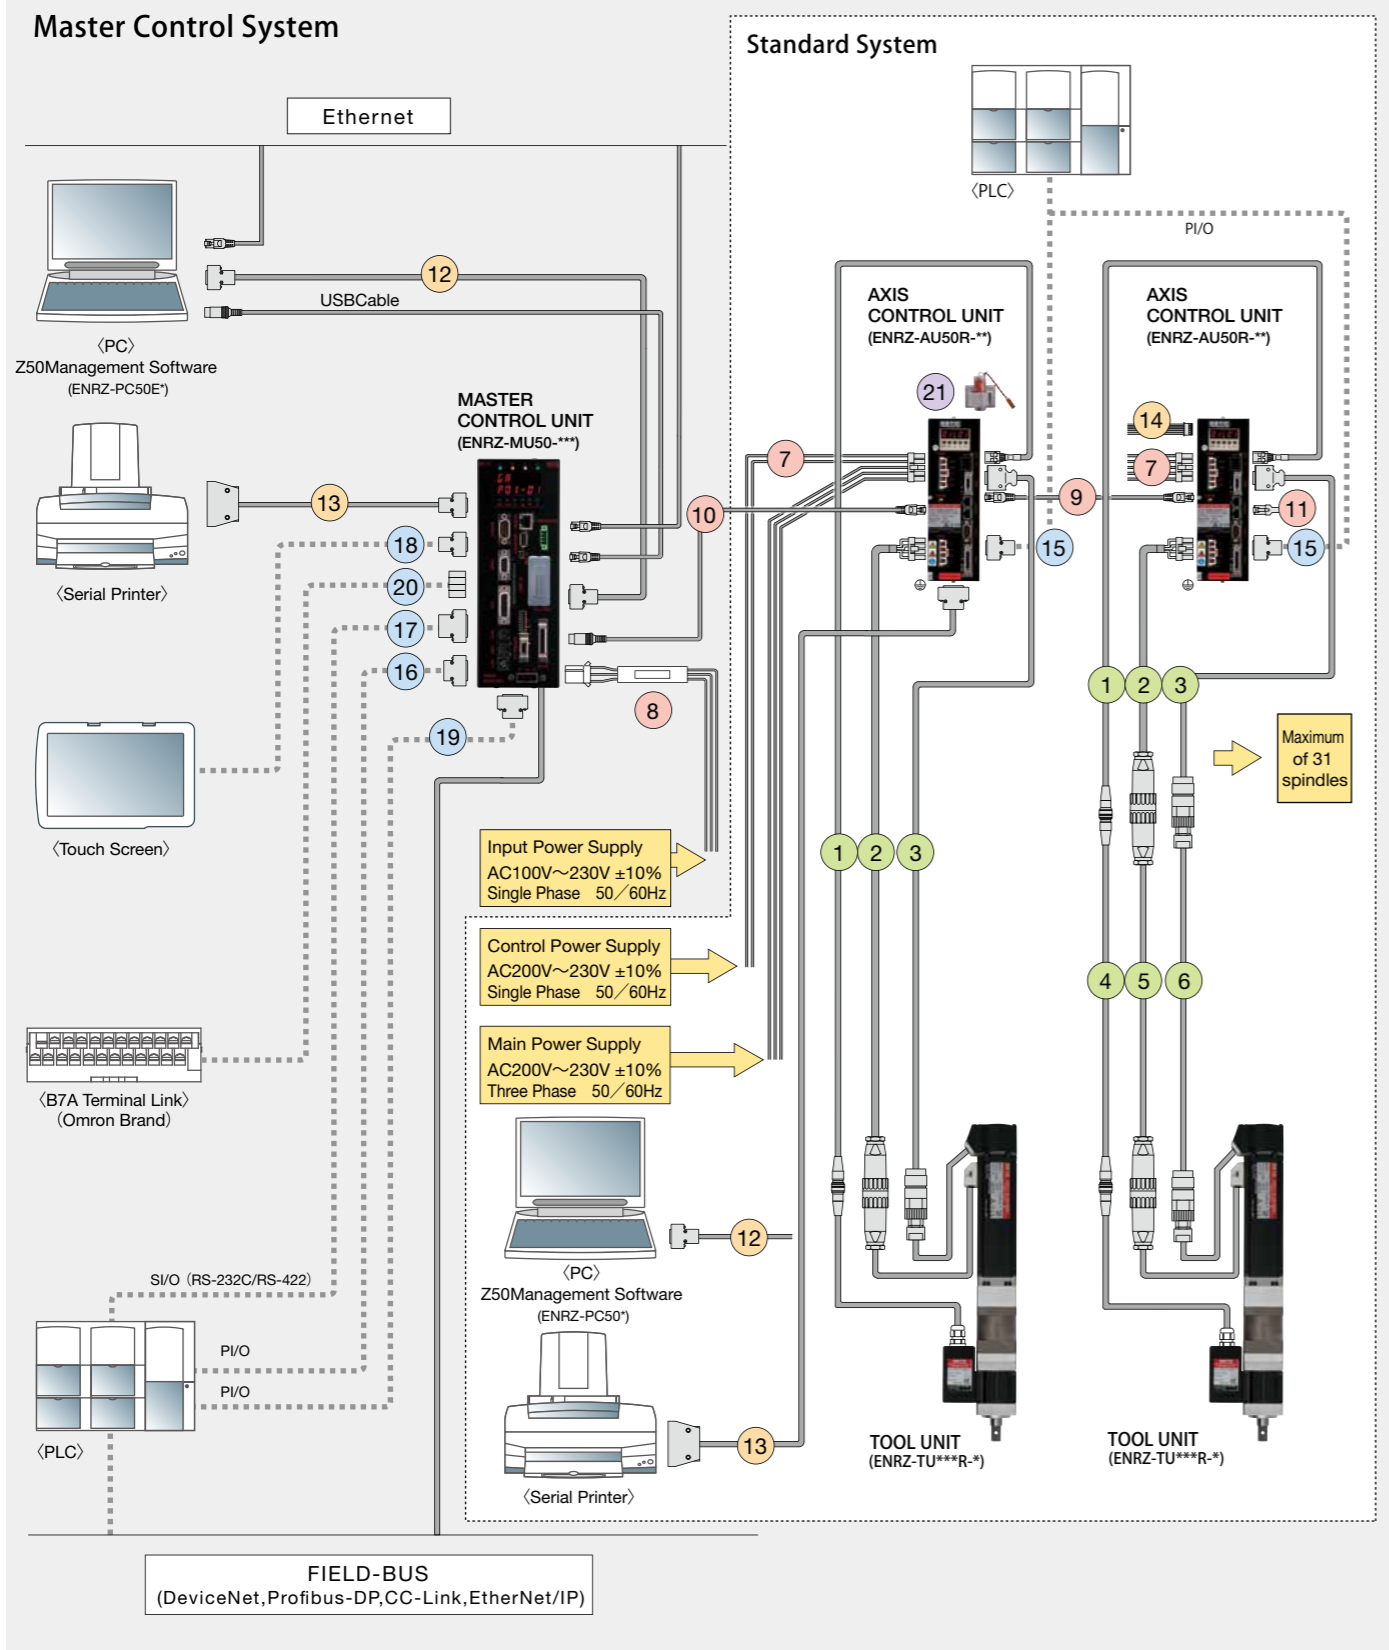 Master Control System
Standard System
Ethernet
〈PLC〉
PI/O
12
USBCable
〈PC〉
Z50Management Software
(ENRZ-PC50E*)
AXIS
CONTROL UNIT
(ENRZ-AU50R-**)
AXIS
CONTROL UNIT
(ENRZ-AU50R-**)
21
MASTER
CONTROL UNIT
(ENRZ-MU50-***)
14
7
7
13
10
9
11
18
15
15
〈Serial Printer〉
20
17
16
8
19
1
2
3
Maximum
of 31
spindles
〈Touch Screen〉
Input Power Supply
AC100V〜230V ±10%
Single Phase 50／60Hz
1
2
3
Control Power Supply
AC200V〜230V ±10%
Single Phase 50／60Hz
4
5
6
Main Power Supply
AC200V〜230V ±10%
Three Phase 50／60Hz
〈B7A Terminal Link〉
(Omron Brand)
12
〈PC〉
Z50Management Software
(ENRZ-PC50*)
SI/O (RS-232C/RS-422)
PI/O
PI/O
〈PLC〉
13
〈Serial Printer〉
TOOL UNIT
(ENRZ-TU***R-*)
TOOL UNIT
(ENRZ-TU***R-*)
FIELD-BUS
(DeviceNet,Profibus-DP,CC-Link,EtherNet/IP)